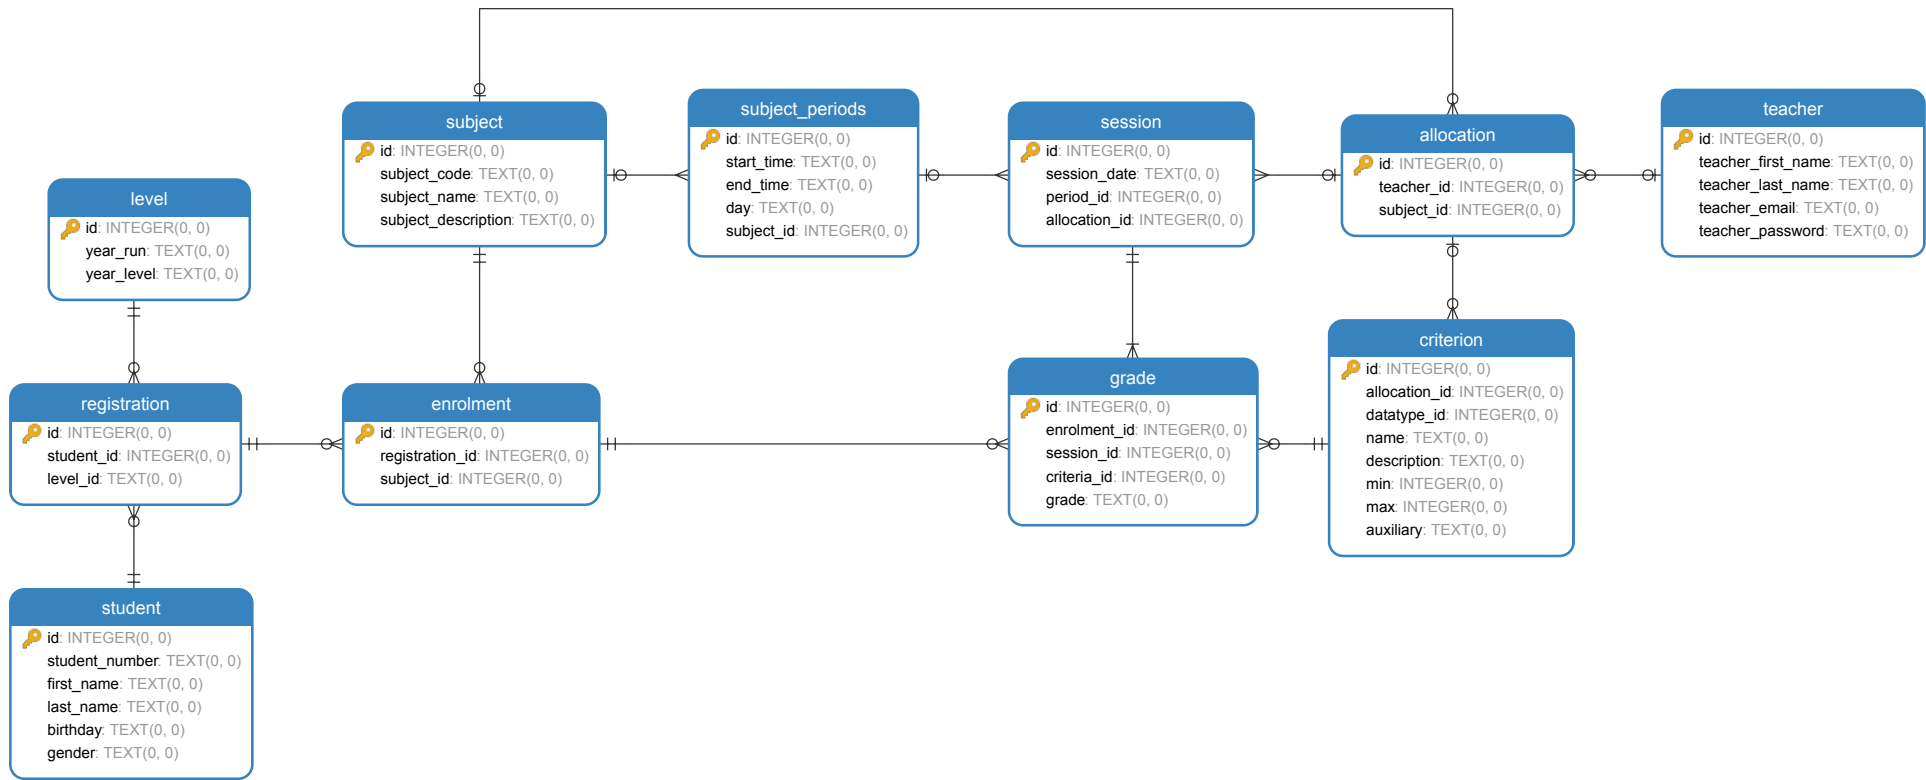 level
id: INTEGER(0, 0)
year_run: TEXT(0, 0)
year_level: TEXT(0, 0)
subject
id: INTEGER(0, 0)
subject_code: TEXT(0, 0)
subject_name: TEXT(0, 0)
subject_description: TEXT(0, 0)
subject_periods
id: INTEGER(0, 0)
start_time: TEXT(0, 0)
end_time: TEXT(0, 0)
day: TEXT(0, 0)
subject_id: INTEGER(0, 0)
session
id: INTEGER(0, 0)
session_date: TEXT(0, 0)
period_id: INTEGER(0, 0)
allocation_id: INTEGER(0, 0)
allocation
id: INTEGER(0, 0)
teacher_id: INTEGER(0, 0)
subject_id: INTEGER(0, 0)
teacher
id: INTEGER(0, 0)
teacher_first_name: TEXT(0, 0)
teacher_last_name: TEXT(0, 0)
teacher_email: TEXT(0, 0)
teacher_password: TEXT(0, 0)
registration
id: INTEGER(0, 0)
student_id: INTEGER(0, 0)
level_id: TEXT(0, 0)
enrolment
id: INTEGER(0, 0)
registration_id: INTEGER(0, 0)
subject_id: INTEGER(0, 0)
grade
id: INTEGER(0, 0)
enrolment_id: INTEGER(0, 0)
session_id: INTEGER(0, 0)
criteria_id: INTEGER(0, 0)
grade: TEXT(0, 0)
criterion
id: INTEGER(0, 0)
allocation_id: INTEGER(0, 0)
datatype_id: INTEGER(0, 0)
name: TEXT(0, 0)
description: TEXT(0, 0)
min: INTEGER(0, 0)
max: INTEGER(0, 0)
auxiliary: TEXT(0, 0)
student
id: INTEGER(0, 0)
student_number: TEXT(0, 0)
first_name: TEXT(0, 0)
last_name: TEXT(0, 0)
birthday: TEXT(0, 0)
gender: TEXT(0, 0)